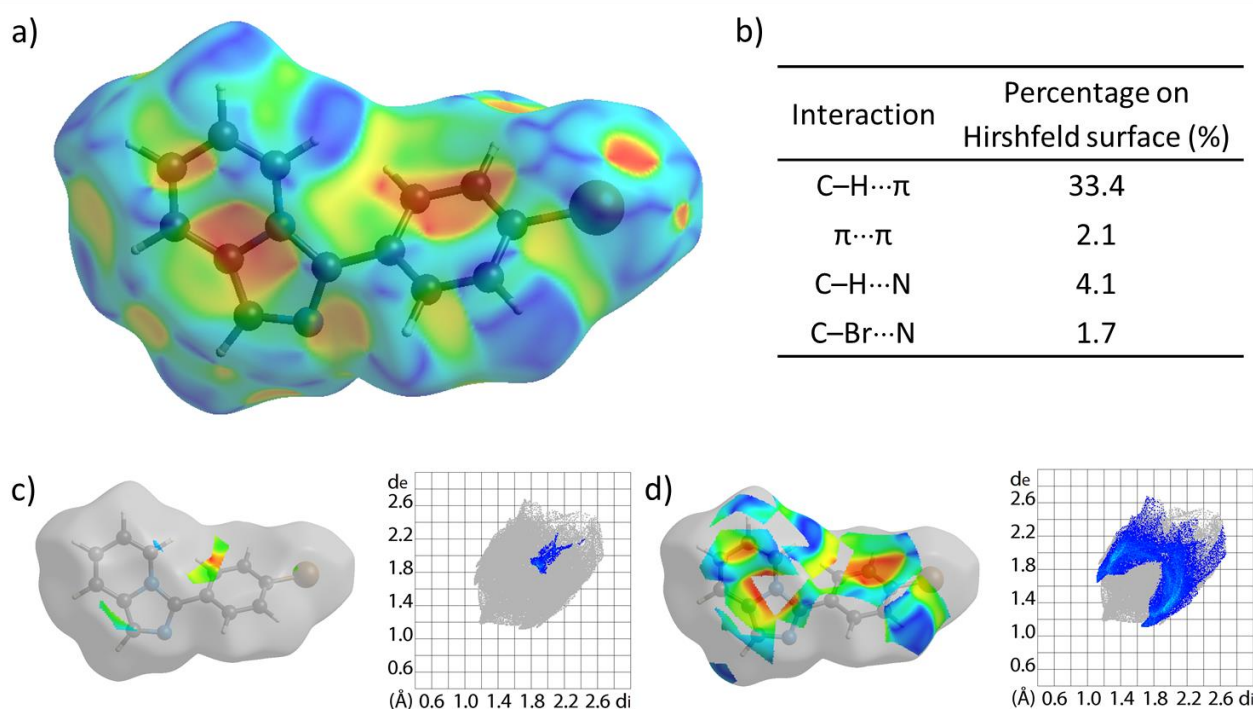 a)
b)
Interaction
Percentage on
Hirshfeld surface (%)
C–H···π 33.4
π···π 2.1
C–H···N 4.1
C–Br···N 1.7
c)
de
2.6
2.2
1.8
1.4
1.0
0.6
(Å) 0.6 1.0 1.4 1.8 2.2 2.6 di
d)
de
2.6
2.2
1.8
1.4
1.0
0.6
(Å) 0.6 1.0 1.4 1.8 2.2 2.6 di